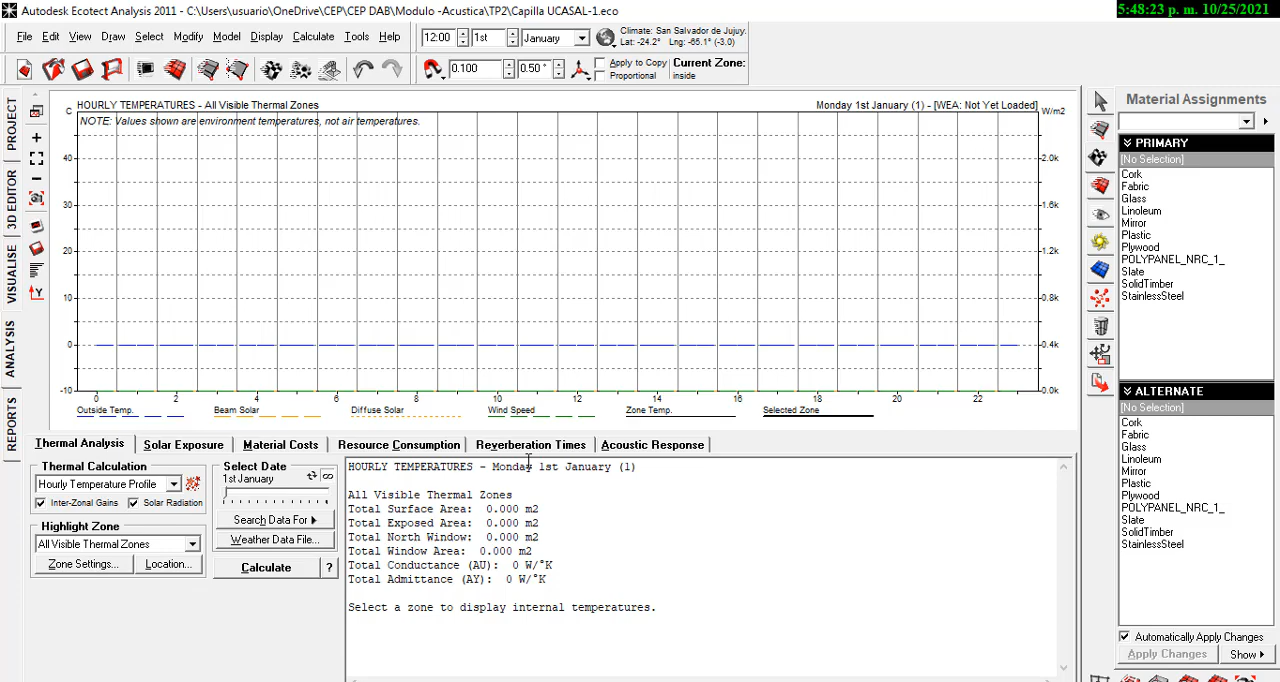 Autodesk Ecotect Analysis 2011 - C:\Users\usuario\OneDrive\CEP\CEP DAB\Modulo -Acustica\TP2\Capilla UCASAL-1.eco
5:48:23 p. m. 10/25/2021
File Edit View Draw Select Modify Model Display Calculate Tools Help
12:00 1st January
Climate: San Salvador de Jujuy.
Lat: -24.2° Lng: -65.1° (-3.0)
0.100 0.50 °
Apply to Copy
Proportional
Current Zone:
inside
PROJECT
3D EDITOR
VISUALISE
ANALYSIS
REPORTS
HOURLY TEMPERATURES - All Visible Thermal Zones
Monday 1st January (1) - [WEA: Not Yet Loaded]
C
W/m2
NOTE: Values shown are environment temperatures, not air temperatures.
40 2.0k
30 1.6k
20 1.2k
10 0.8k
0 0.4k
-10 0.0k
0 2 4 6 8 10 12 14 16 18 20 22
Outside Temp. Beam Solar Diffuse Solar Wind Speed Zone Temp. Selected Zone
Thermal Analysis Solar Exposure Material Costs Resource Consumption Reverberation Times Acoustic Response
Thermal Calculation
Hourly Temperature Profile
Inter-Zonal Gains Solar Radiation
Highlight Zone
All Visible Thermal Zones
Zone Settings... Location...
Select Date
1st January
Search Data For
Weather Data File...
Calculate ?
HOURLY TEMPERATURES - Monday 1st January (1)
All Visible Thermal Zones
Total Surface Area: 0.000 m2
Total Exposed Area: 0.000 m2
Total North Window: 0.000 m2
Total Window Area: 0.000 m2
Total Conductance (AU): 0 W/°K
Total Admittance (AY): 0 W/°K
Select a zone to display internal temperatures.
Material Assignments
PRIMARY
[No Selection]
Cork
Fabric
Glass
Linoleum
Mirror
Plastic
Plywood
POLYPANEL_NRC_1_
Slate
SolidTimber
StainlessSteel
ALTERNATE
[No Selection]
Cork
Fabric
Glass
Linoleum
Mirror
Plastic
Plywood
POLYPANEL_NRC_1_
Slate
SolidTimber
StainlessSteel
Automatically Apply Changes
Apply Changes Show